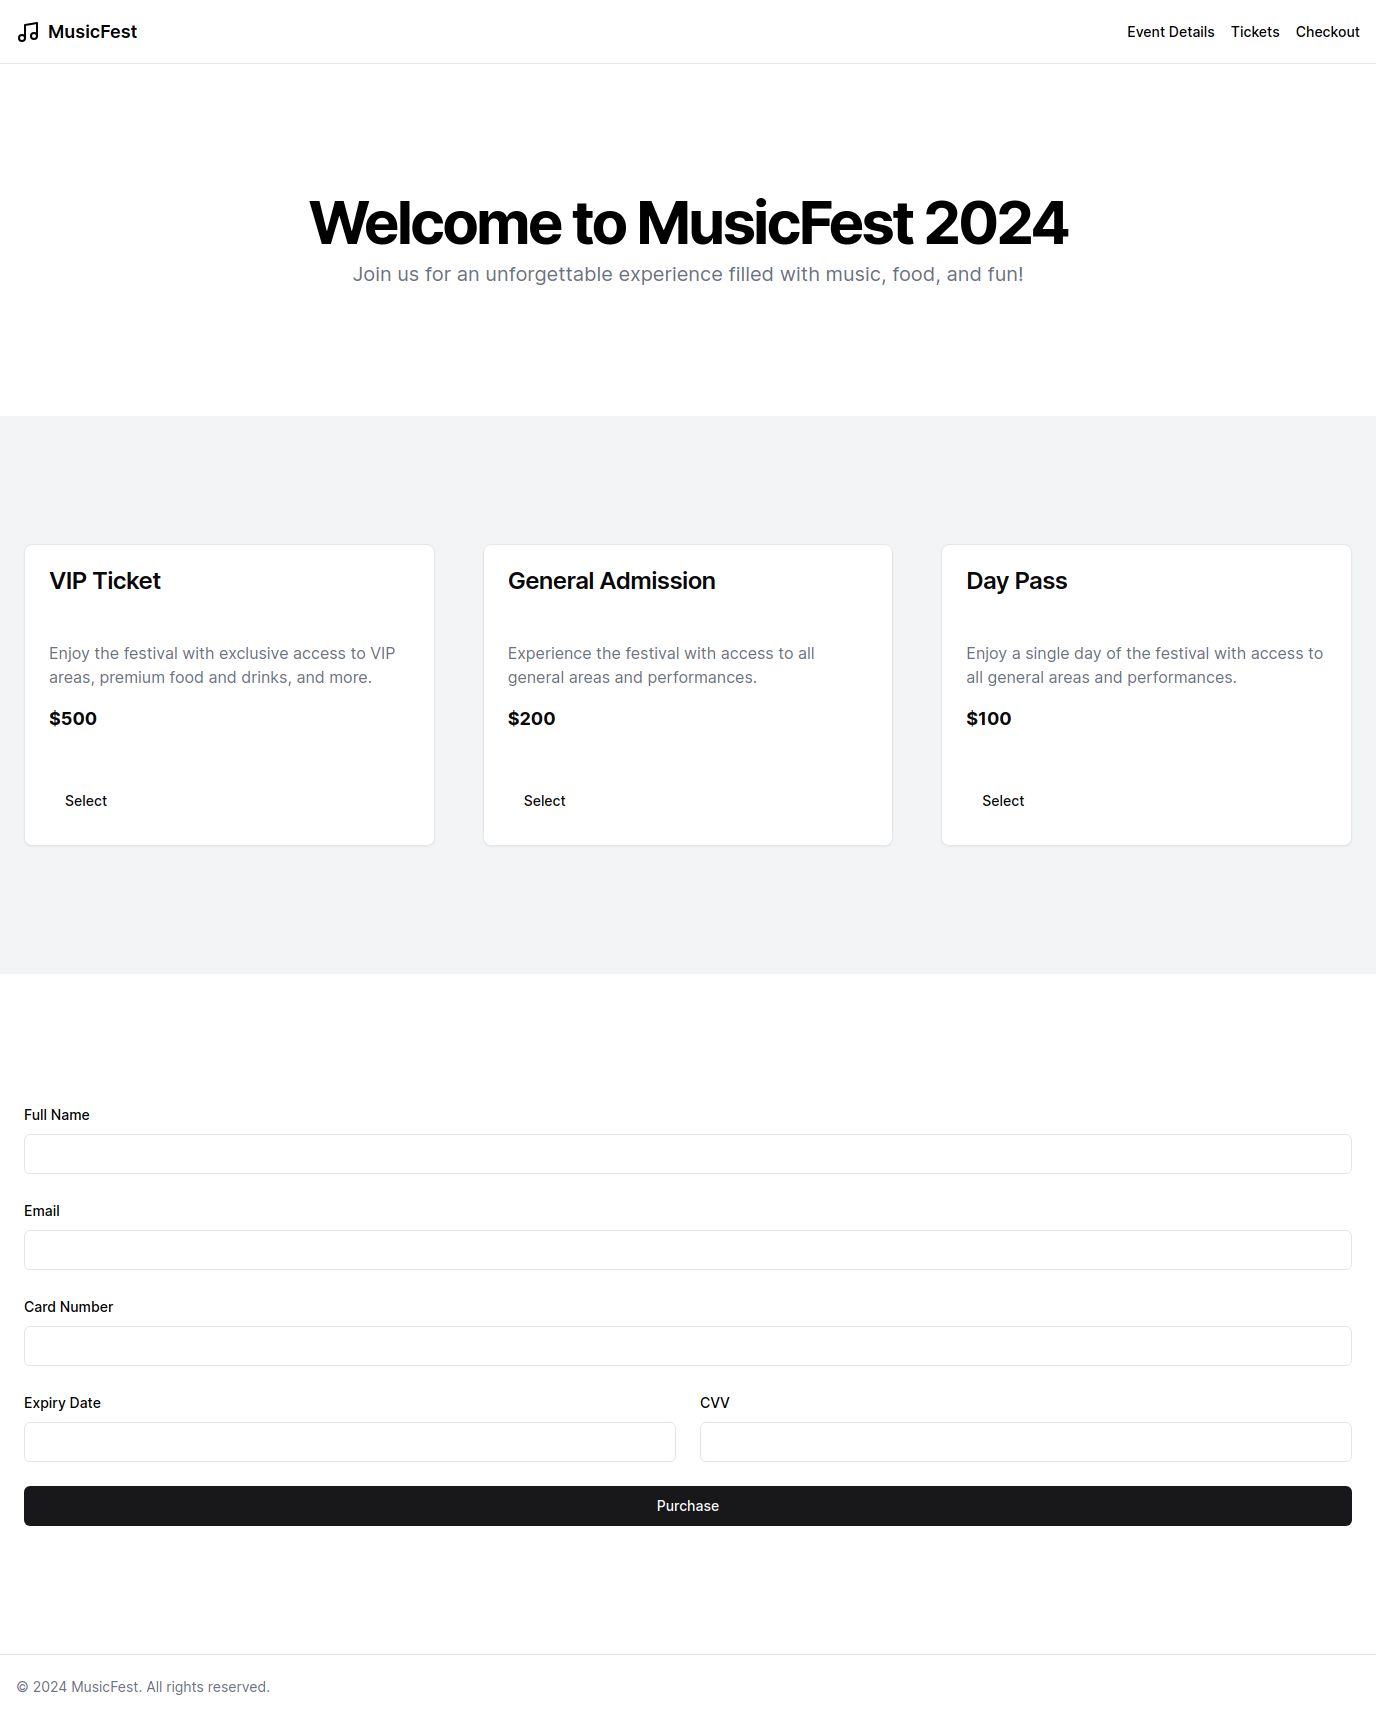 MusicFest
Event Details Tickets Checkout
Welcome to MusicFest 2024
Join us for an unforgettable experience filled with music, food, and fun!
VIP Ticket
Enjoy the festival with exclusive access to VIP
areas, premium food and drinks, and more.
$500
Select
General Admission
Experience the festival with access to all
general areas and performances.
$200
Select
Day Pass
Enjoy a single day of the festival with access to
all general areas and performances.
$100
Select
Full Name
Email
Card Number
Expiry Date
CVV
Purchase
© 2024 MusicFest. All rights reserved.